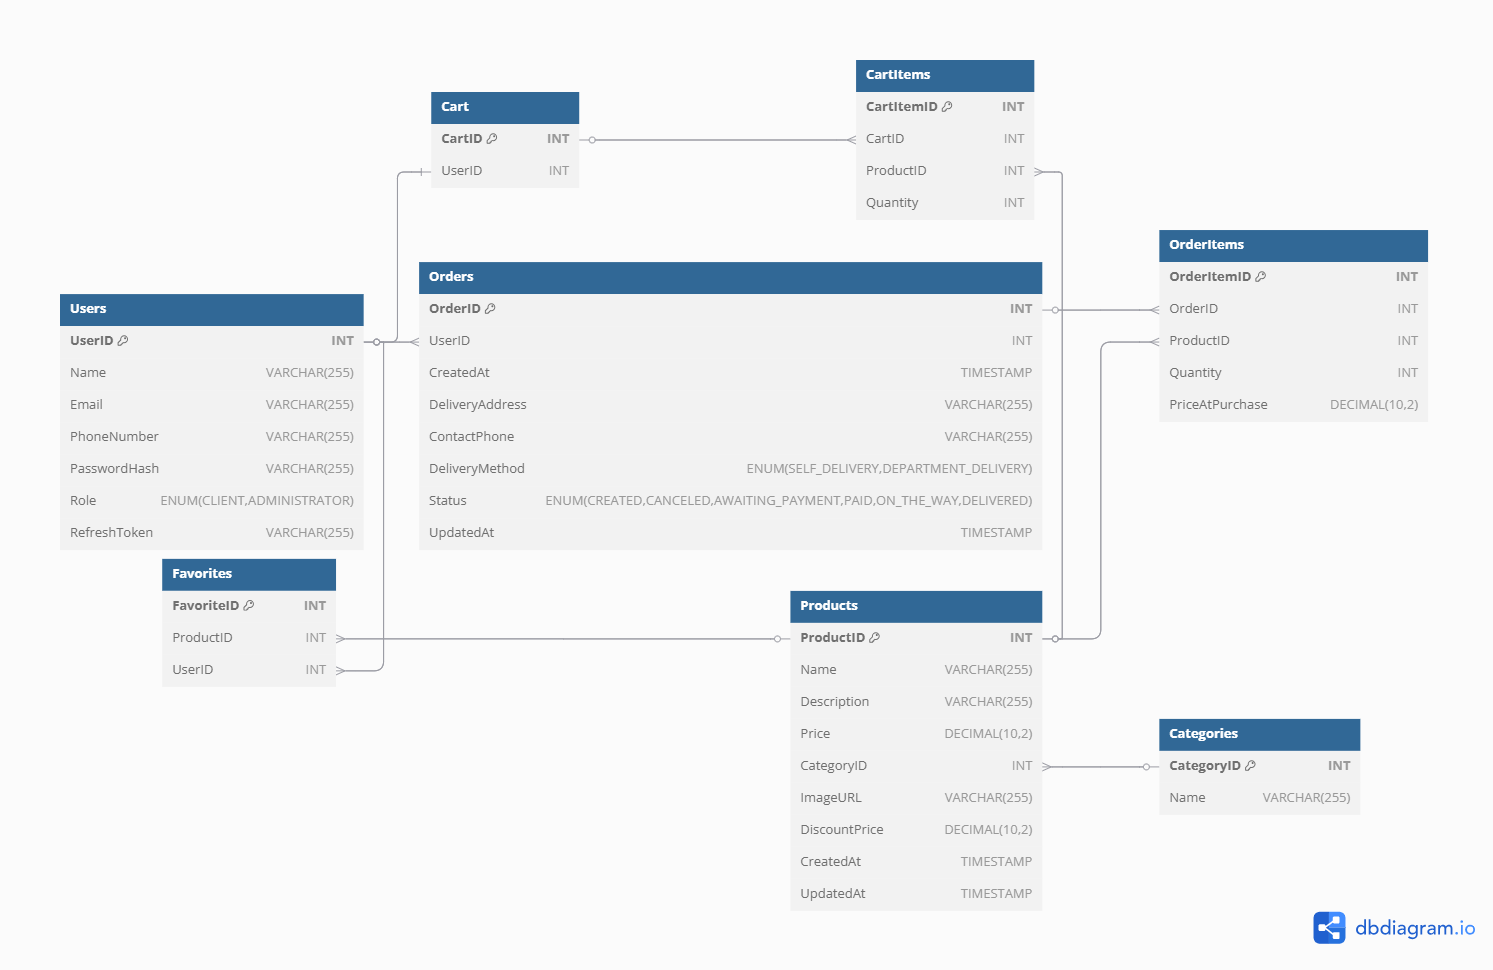 Cart
CartID INT
UserID INT
CartItems
CartItemID INT
CartID INT
ProductID INT
Quantity INT
OrderItems
OrderItemID INT
OrderID INT
ProductID INT
Quantity INT
PriceAtPurchase DECIMAL(10,2)
Orders
OrderID INT
UserID INT
CreatedAt TIMESTAMP
DeliveryAddress VARCHAR(255)
ContactPhone VARCHAR(255)
DeliveryMethod ENUM(SELF_DELIVERY,DEPARTMENT_DELIVERY)
Status ENUM(CREATED,CANCELED,AWAITING_PAYMENT,PAID,ON_THE_WAY,DELIVERED)
UpdatedAt TIMESTAMP
Users
UserID INT
Name VARCHAR(255)
Email VARCHAR(255)
PhoneNumber VARCHAR(255)
PasswordHash VARCHAR(255)
Role ENUM(CLIENT,ADMINISTRATOR)
RefreshToken VARCHAR(255)
Favorites
FavoriteID INT
ProductID INT
UserID INT
Products
ProductID INT
Name VARCHAR(255)
Description VARCHAR(255)
Price DECIMAL(10,2)
CategoryID INT
ImageURL VARCHAR(255)
DiscountPrice DECIMAL(10,2)
CreatedAt TIMESTAMP
UpdatedAt TIMESTAMP
Categories
CategoryID INT
Name VARCHAR(255)
dbdiagram.io